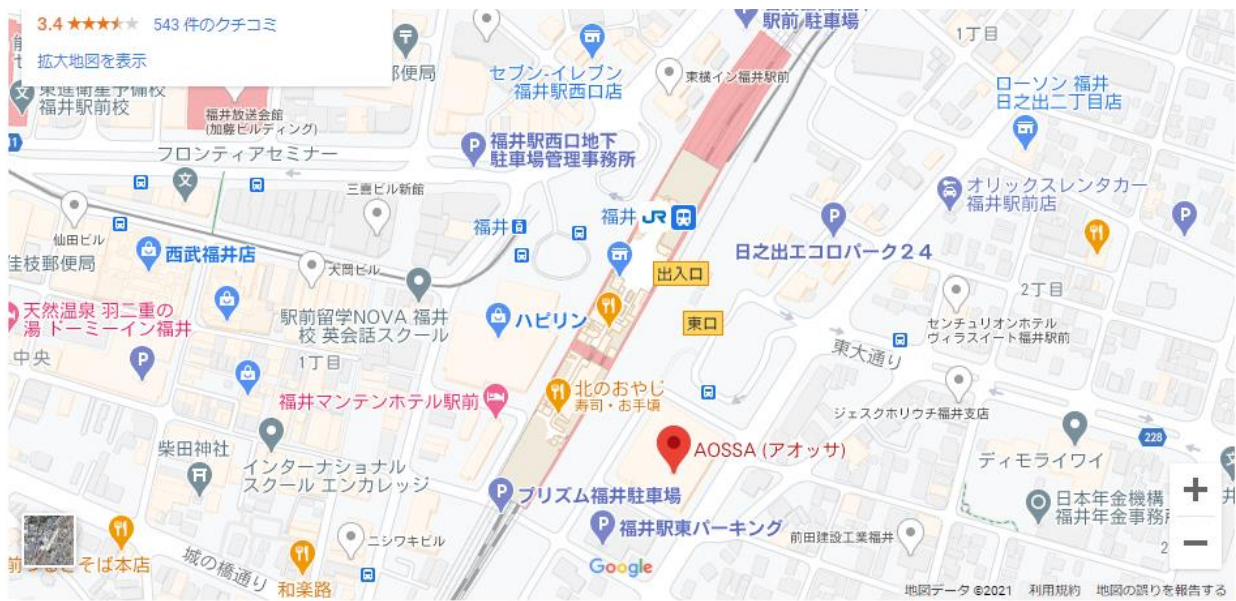 3.4
543 件のクチコミ
拡大地図を表示
郵便局
東進衛星予備校
福井駅前校
福井放送会館
(加藤ビルディング)
フロンティアセミナー
三喜ビル新館
仙田ビル
佳枝郵便局
西武福井店
大岡ビル
天然温泉 羽二重の
湯 ドーミーイン福井
中央
駅前留学NOVA 福井
校 英会話スクール
1丁目
福井マンテンホテル駅前
柴田神社
インターナショナル
スクール エンカレッジ
そば本店
城の橋通り
和楽路
ニシワキビル
セブン-イレブン
福井駅西口店
福井駅西口地下
駐車場管理事務所
福井
福井 JR
ハピリン
北のおやじ
寿司・お手頃
プリズム福井駐車場
福井駅東パーキング
Google
駅前 駐車場
東横イン福井駅前
出入口
東口
日之出エコロパーク24
AOSSA (アオッサ)
前田建設工業福井
1丁目
ローソン 福井
日之出二丁目店
オリックスレンタカー
福井駅前店
2丁目
センチュリオンホテル
ヴィラスイート福井駅前
東大通り
ジェスクホリウチ福井支店
228
ディモライワイ
日本年金機構
福井年金事務所
地図データ ©2021
利用規約
地図の誤りを報告する